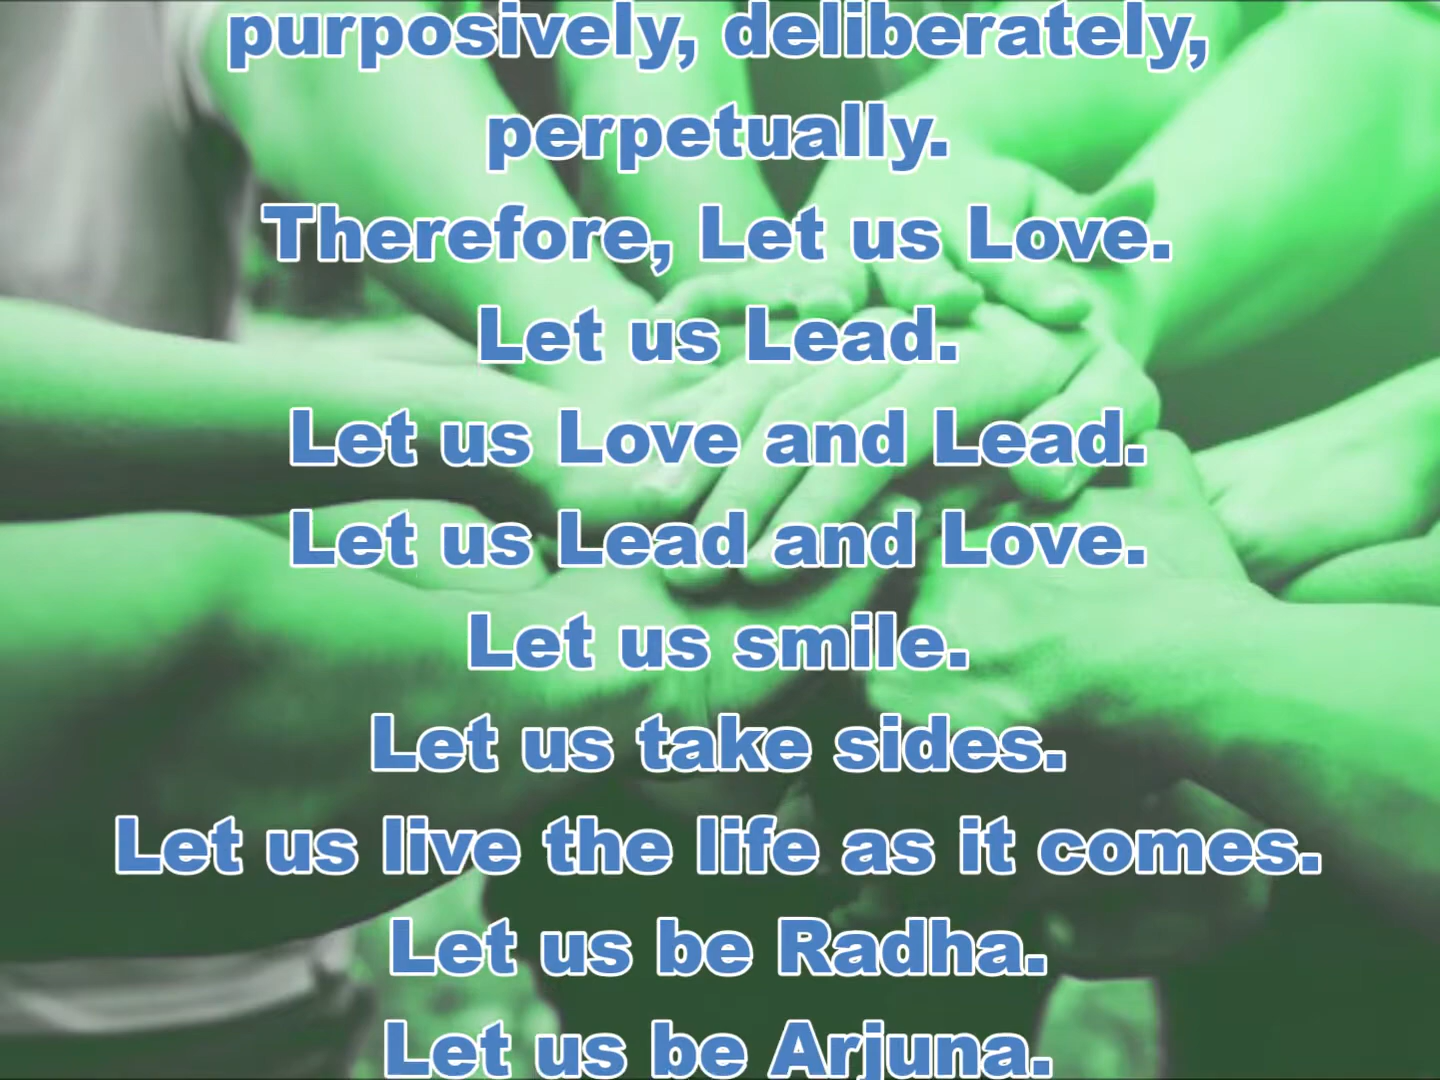 purposively, deliberately,
perpetually.
Therefore, Let us Love.
Let us Lead.
Let us Love and Lead.
Let us Lead and Love.
Let us smile.
Let us take sides.
Let us live the life as it comes.
Let us be Radha.
Let us be Arjuna.